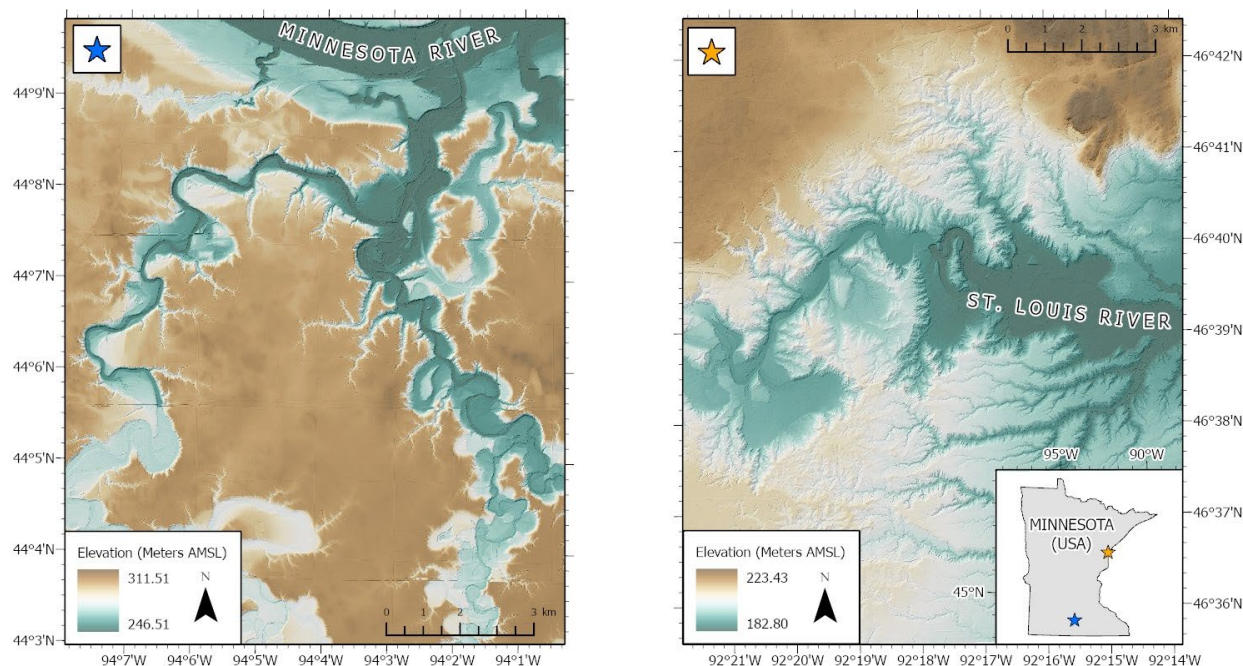 MINNESOTA RIVER
44°9'N
44°8'N
44°7'N
44°6'N
44°5'N
44°4'N
44°3'N
Elevation (Meters AMSL)
311.51
246.51
N
0 1 2 3 km
94°7'W 94°6'W 94°5'W 94°4'W 94°3'W 94°2'W 94°1'W
0 1 2 3 km
46°42'N
46°41'N
46°40'N
46°39'N
46°38'N
46°37'N
46°36'N
ST. LOUIS RIVER
Elevation (Meters AMSL)
223.43
182.80
N
95°W 90°W
MINNESOTA
(USA)
45°N
92°21'W 92°20'W 92°19'W 92°18'W 92°17'W 92°16'W 92°15'W 92°14'W